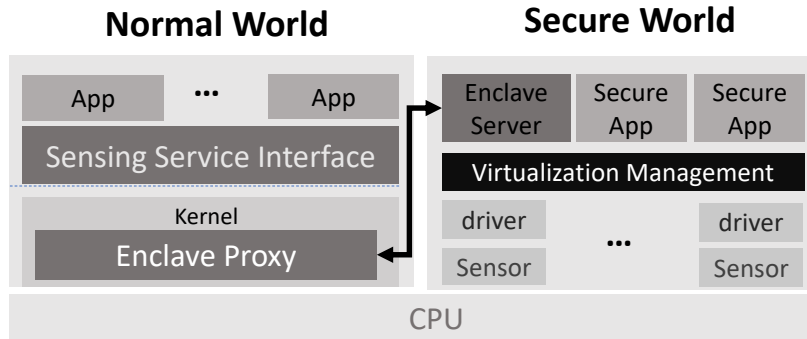 Normal World
App
...
App
Sensing Service Interface
Kernel
Enclave Proxy
Secure World
Enclave
Server
Secure
App
Secure
App
Virtualization Management
driver
...
driver
Sensor
Sensor
CPU